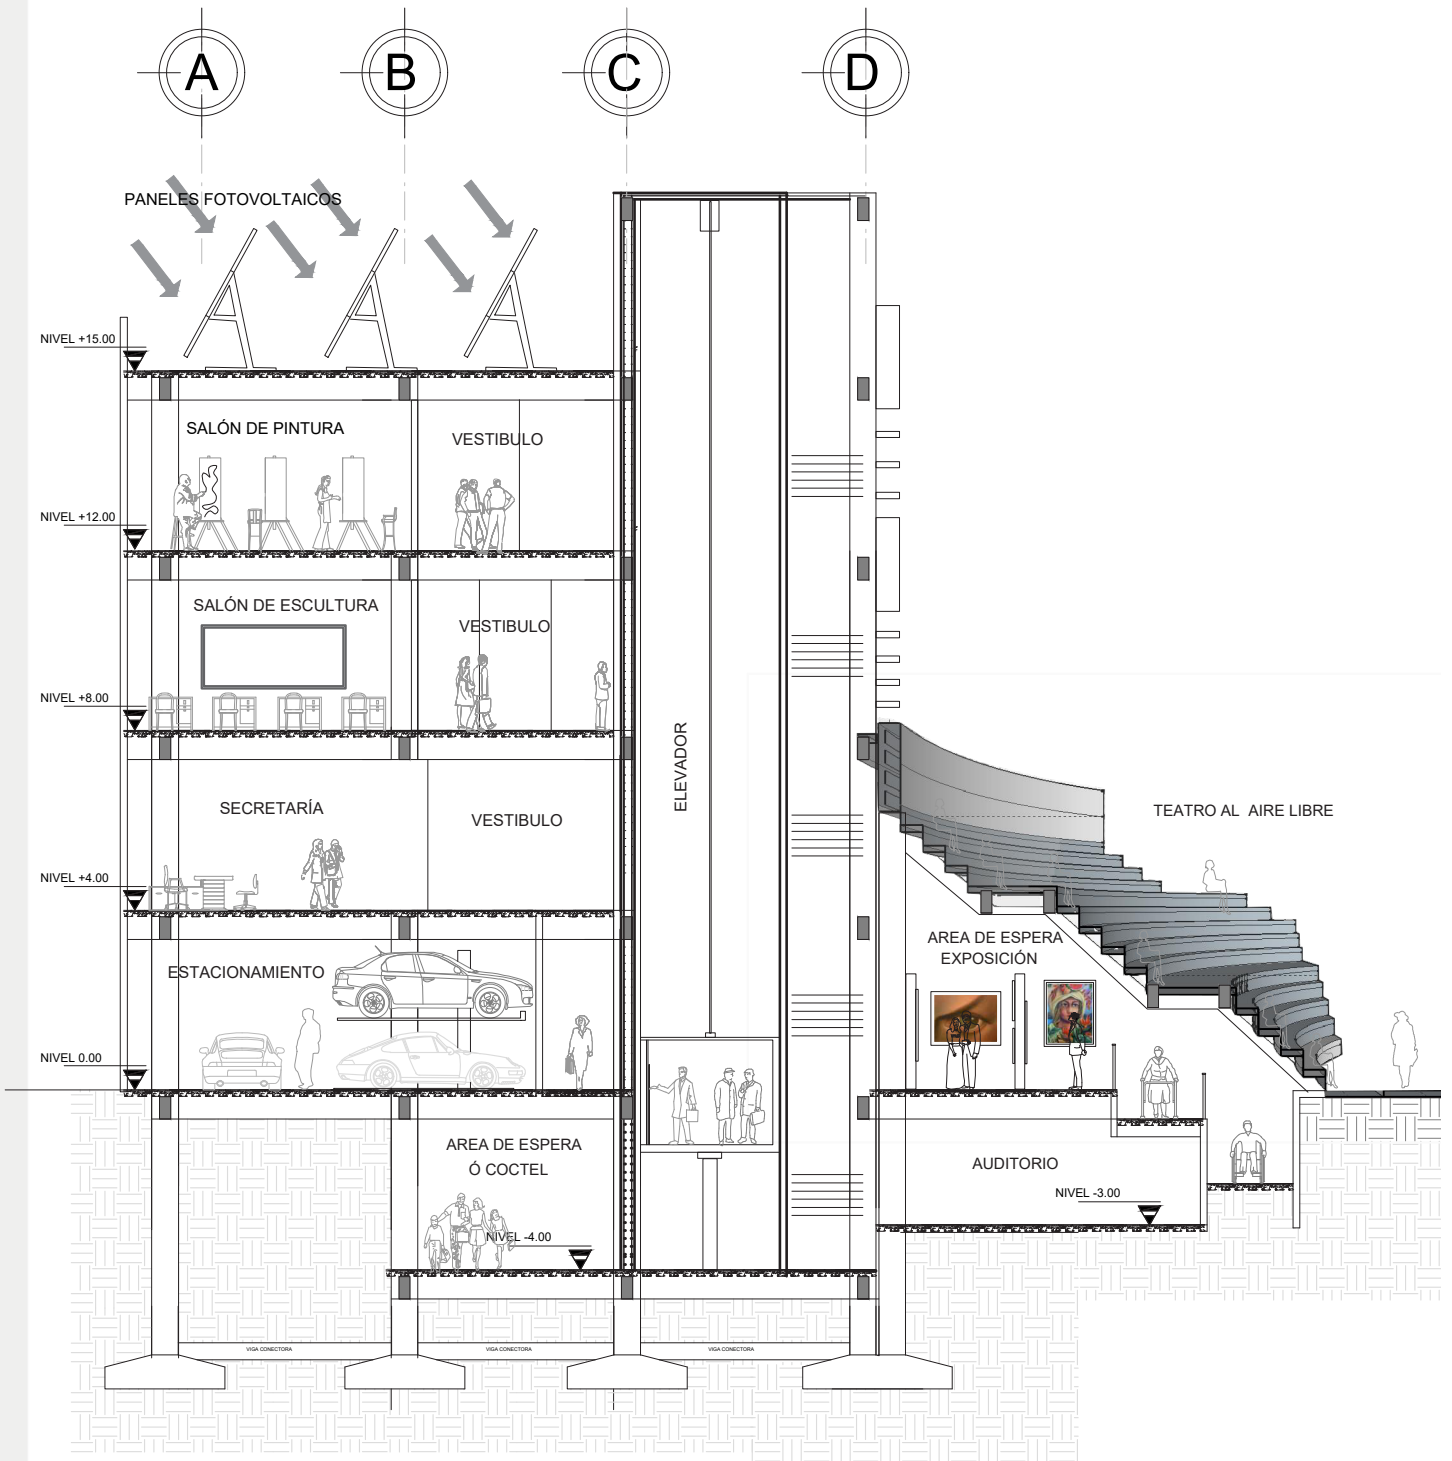 A
B
C
D
PANELES FOTOVOLTAICOS
NIVEL +15.00
SALÓN DE PINTURA
VESTIBULO
NIVEL +12.00
SALÓN DE ESCULTURA
VESTIBULO
NIVEL +8.00
ELEVADOR
SECRETARÍA
VESTIBULO
TEATRO AL AIRE LIBRE
NIVEL +4.00
AREA DE ESPERA
EXPOSICIÓN
ESTACIONAMIENTO
NIVEL 0.00
AREA DE ESPERA
Ó COCTEL
AUDITORIO
NIVEL -3.00
NIVEL -4.00
VIGA CONECTORA
VIGA CONECTORA
VIGA CONECTORA